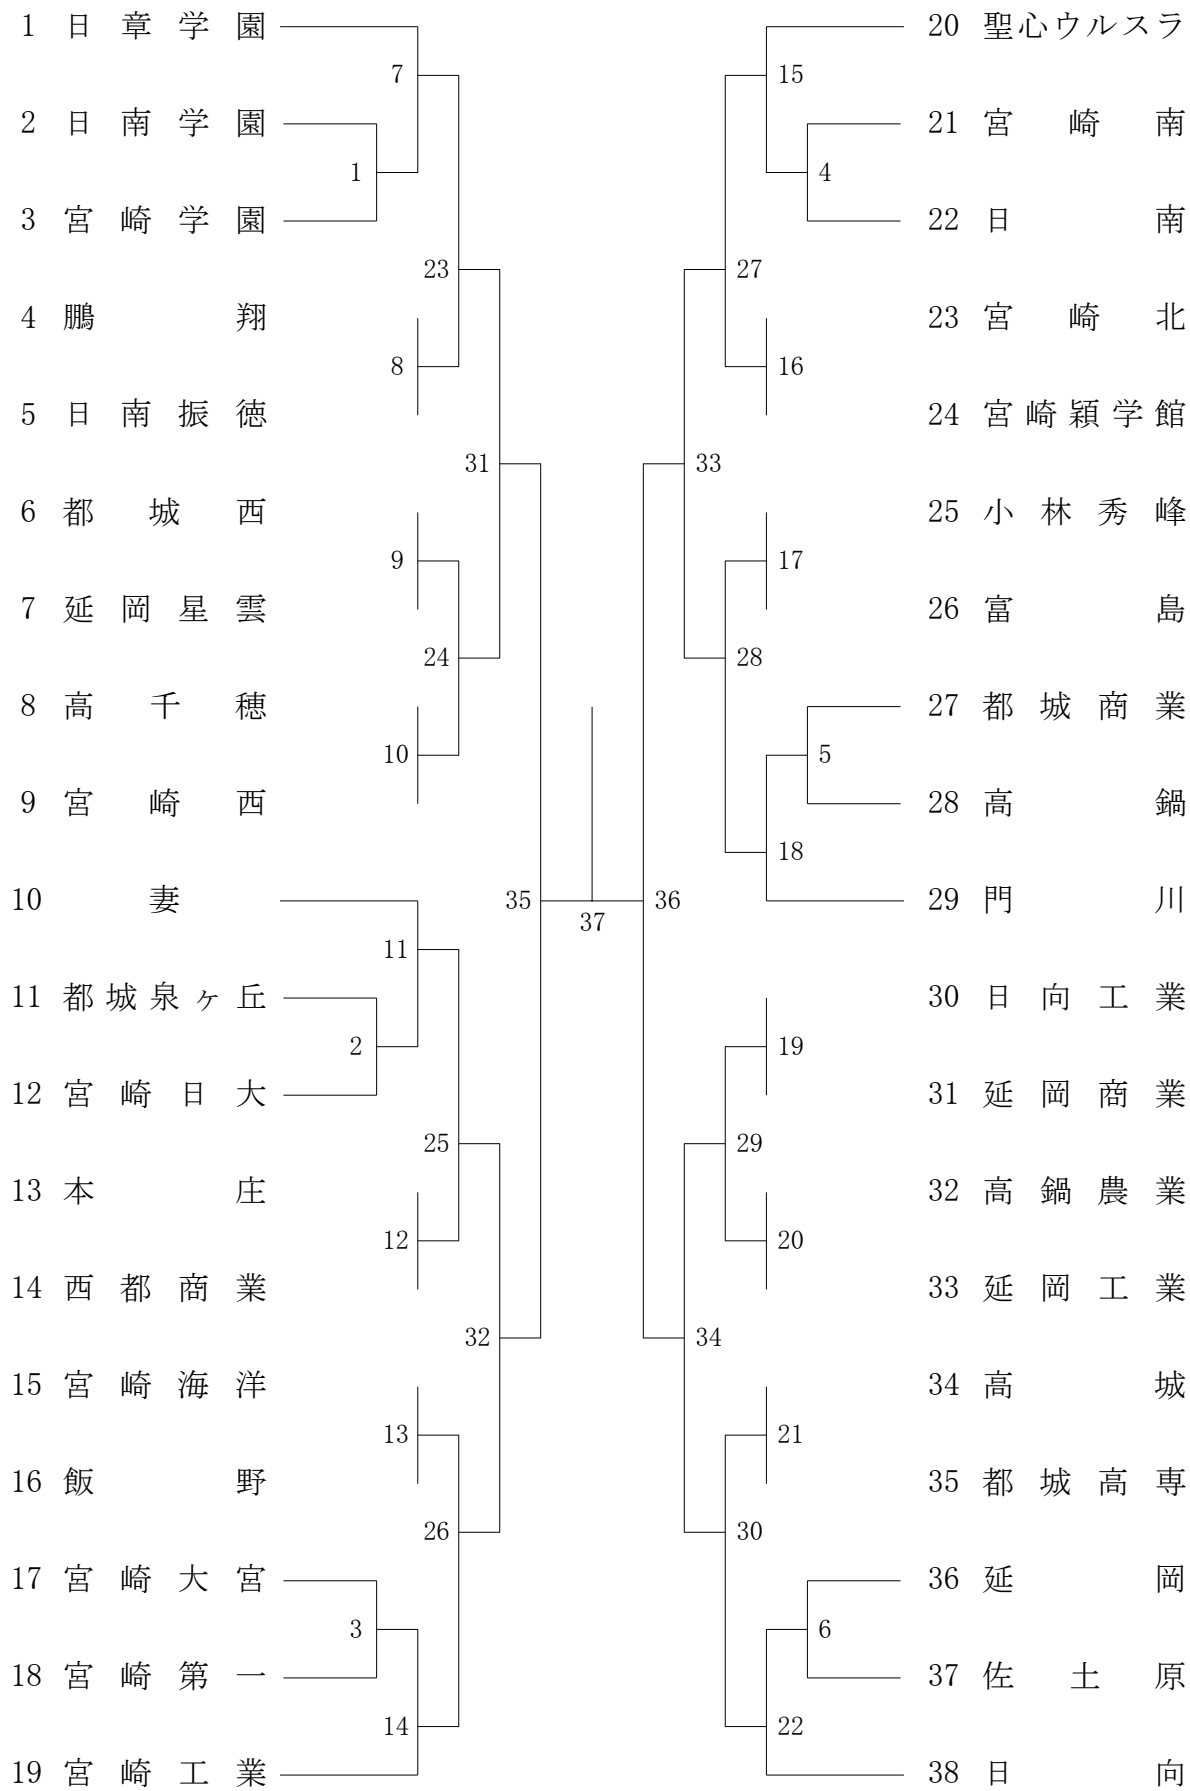 1 日章学園
7
2 日南学園
1
3 宮崎学園
23
4 鵬翔
8
5 日南振徳
31
6 都城西
9
7 延岡星雲
24
8 高千穂
10
9 宮崎西
10 妻
35
11
11 都城泉ヶ丘
2
12 宮崎日大
25
13 本庄
12
14 西都商業
32
15 宮崎海洋
13
16 飯野
26
17 宮崎大宮
3
18 宮崎第一
14
19 宮崎工業
37
20 聖心ウルスラ
15
21 宮崎南
4
22 日南
27
23 宮崎北
16
24 宮崎穎学館
33
25 小林秀峰
17
26 富島
28
27 都城商業
5
28 高鍋
18
36
29 門川
30 日向工業
19
31 延岡商業
29
32 高鍋農業
20
33 延岡工業
34
34 高城
21
35 都城高専
30
36 延岡
6
37 佐土原
22
38 日向